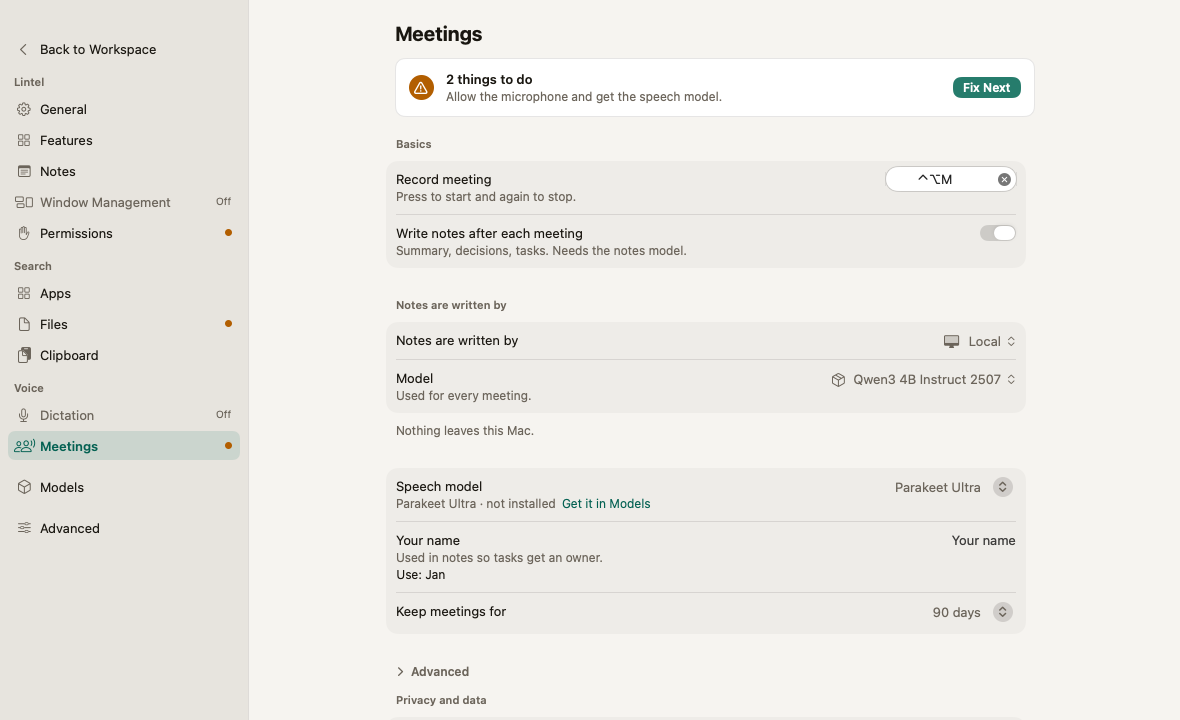 Back to Workspace
Lintel
General
Features
Notes
Window Management Off
Permissions
Search
Apps
Files
Clipboard
Voice
Dictation Off
Meetings
Models
Advanced
Meetings
2 things to do
Allow the microphone and get the speech model.
Fix Next
Basics
Record meeting
Press to start and again to stop.
⌃⌥M
Write notes after each meeting
Summary, decisions, tasks. Needs the notes model.
Notes are written by
Notes are written by Local
Model
Used for every meeting.
Qwen3 4B Instruct 2507
Nothing leaves this Mac.
Speech model
Parakeet Ultra · not installed Get it in Models
Parakeet Ultra
Your name
Used in notes so tasks get an owner.
Use: Jan
Your name
Keep meetings for 90 days
Advanced
Privacy and data